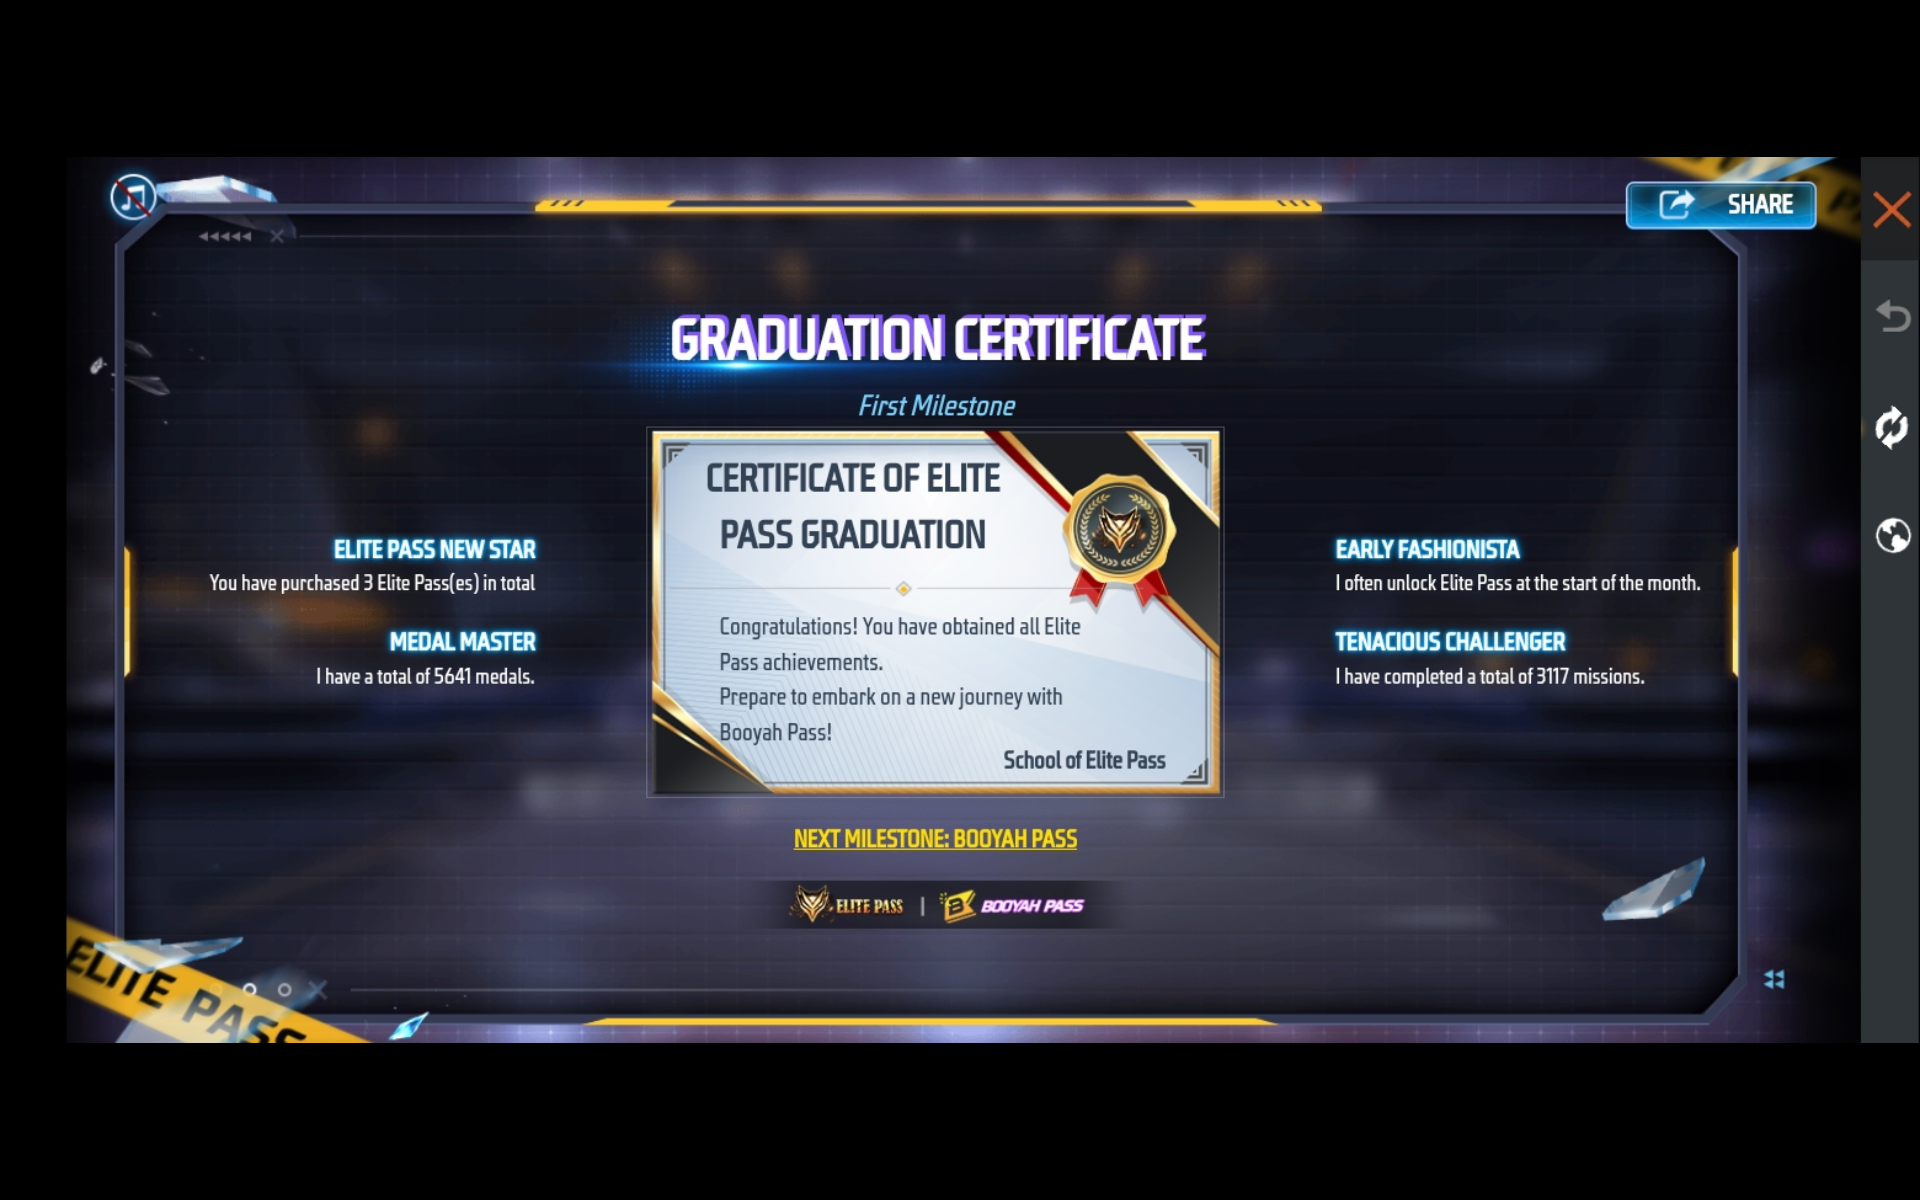 SHARE
GRADUATION CERTIFICATE
First Milestone
CERTIFICATE OF ELITE
PASS GRADUATION
Congratulations! You have obtained all Elite
Pass achievements.
Prepare to embark on a new journey with
Booyah Pass!
School of Elite Pass
ELITE PASS NEW STAR
You have purchased 3 Elite Pass(es) in total
MEDAL MASTER
I have a total of 5641 medals.
EARLY FASHIONISTA
I often unlock Elite Pass at the start of the month.
TENACIOUS CHALLENGER
I have completed a total of 3117 missions.
NEXT MILESTONE: BOOYAH PASS
ELITE PASS | BOOYAH PASS
ELITE PASS